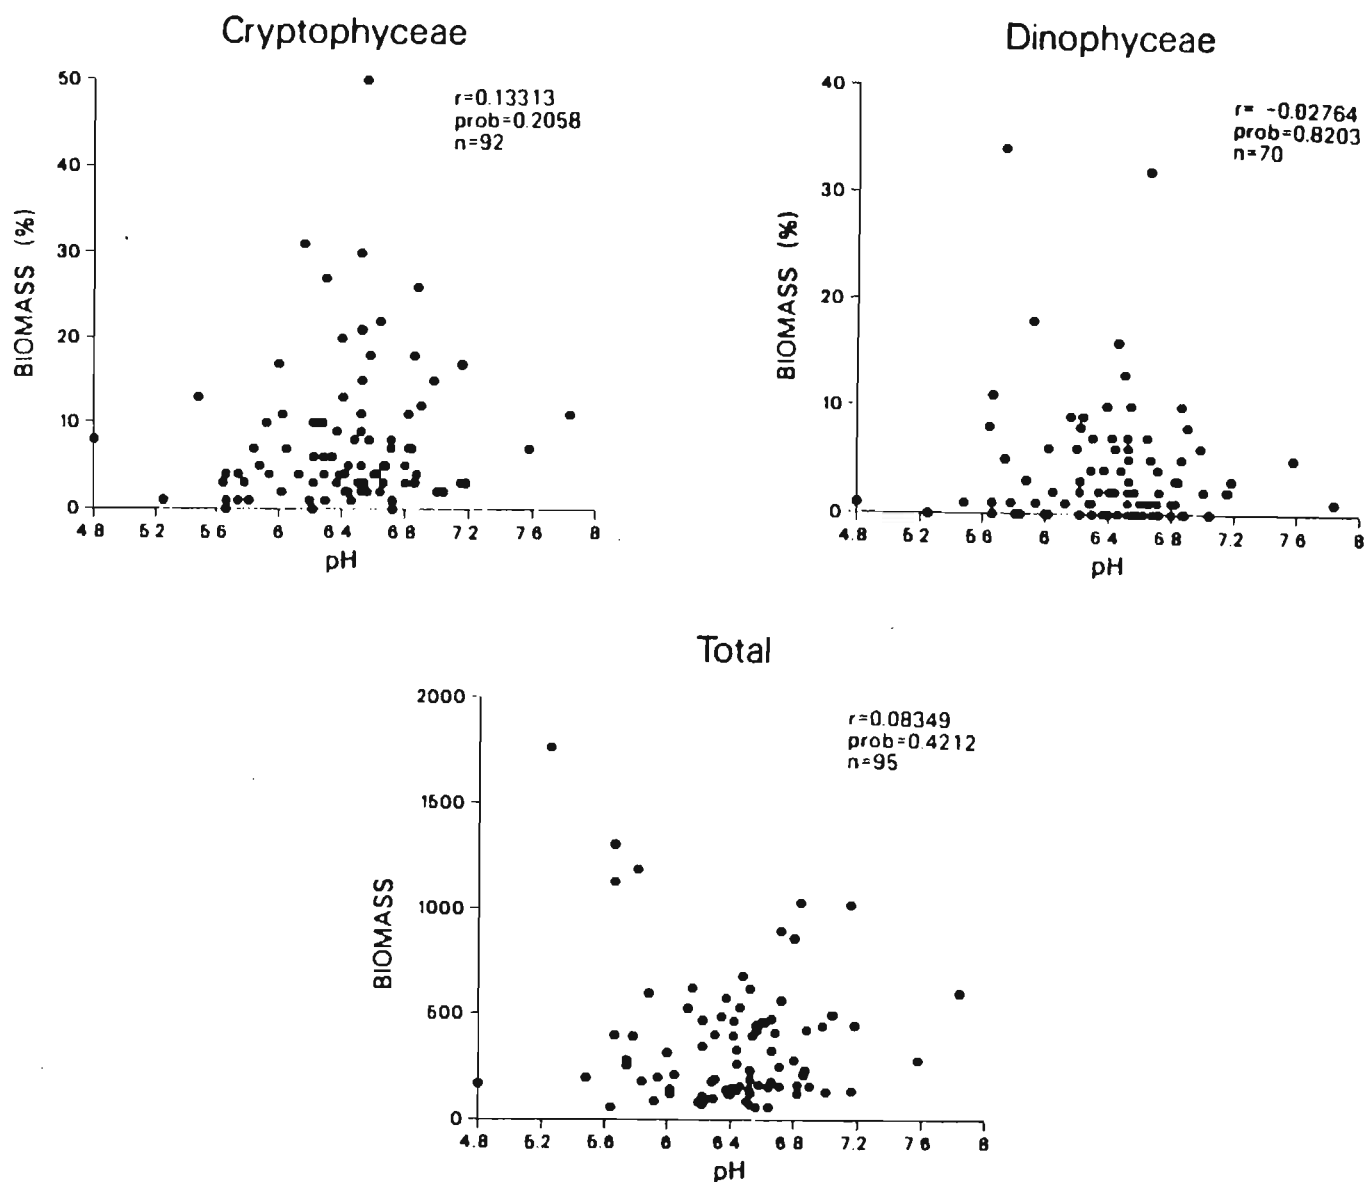 Cryptophyceae
r=0.13313
prob=0.2058
n=92
50
40
30
20
10
0
BIOMASS (%)
4.8 5.2 5.6 6 6.4 6.8 7.2 8
pH
Dinophyceae
r= -0.02764
prob=0.8203
n=70
40
30
20
10
0
BIOMASS (%)
4.8 5.2 5.6 6 6.4 6.8 7.2 7.6 8
pH
Total
r=0.08349
prob=0.4212
n=95
2000
1500
1000
500
0
BIOMASS
4.8 5.2 5.6 6 6.4 6.8 7.2 7.6 8
pH